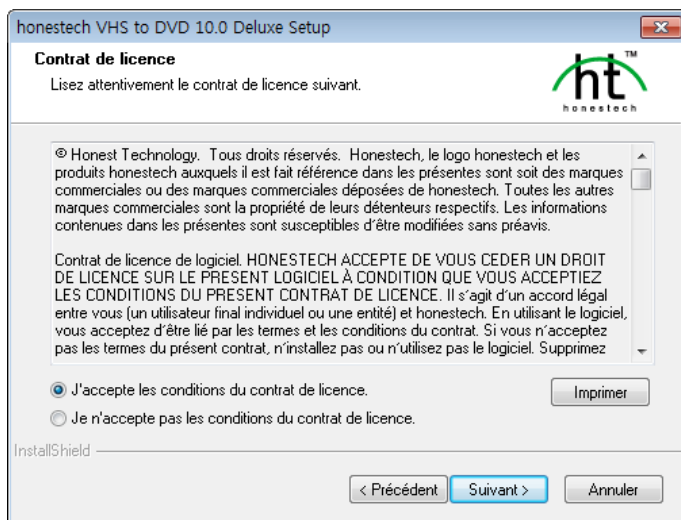 honestech VHS to DVD 10.0 Deluxe Setup
Contrat de licence
Lisez attentivement le contrat de licence suivant.
ht™
honestech
© Honest Technology. Tous droits réservés. Honestech, le logo honestech et les
produits honestech auxquels il est fait référence dans les présentes sont soit des marques
commerciales ou des marques commerciales déposées de honestech. Toutes les autres
marques commerciales sont la propriété de leurs détenteurs respectifs. Les informations
contenues dans les présentes sont susceptibles d'être modifiées sans préavis.
Contrat de licence de logiciel. HONESTECH ACCEPTE DE VOUS CEDER UN DROIT
DE LICENCE SUR LE PRESENT LOGICIEL À CONDITION QUE VOUS ACCEPTIEZ
LES CONDITIONS DU PRESENT CONTRAT DE LICENCE. Il s'agit d'un accord légal
entre vous (un utilisateur final individuel ou une entité) et honestech. En utilisant le logiciel,
vous acceptez d'être lié par les termes et les conditions du contrat. Si vous n'acceptez
pas les termes du présent contrat, n'installez pas ou n'utilisez pas le logiciel. Supprimez
J'accepte les conditions du contrat de licence.
Imprimer
Je n'accepte pas les conditions du contrat de licence.
InstallShield
< Précédent
Suivant >
Annuler